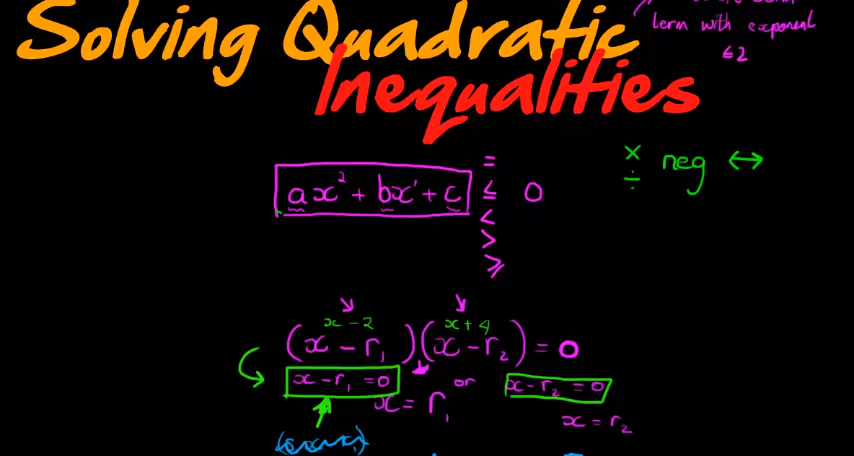 Solving Quadratic
Inequalities
term with exponent
≤2
ax² + bx¹ + c
=
≤
<
>
≥
0
×
÷
neg ↔
x - 2
x + 4
(x - r₁)(x - r₂) = 0
x - r₁ = 0
or
x - r₂ = 0
x = r₁
x = r₂